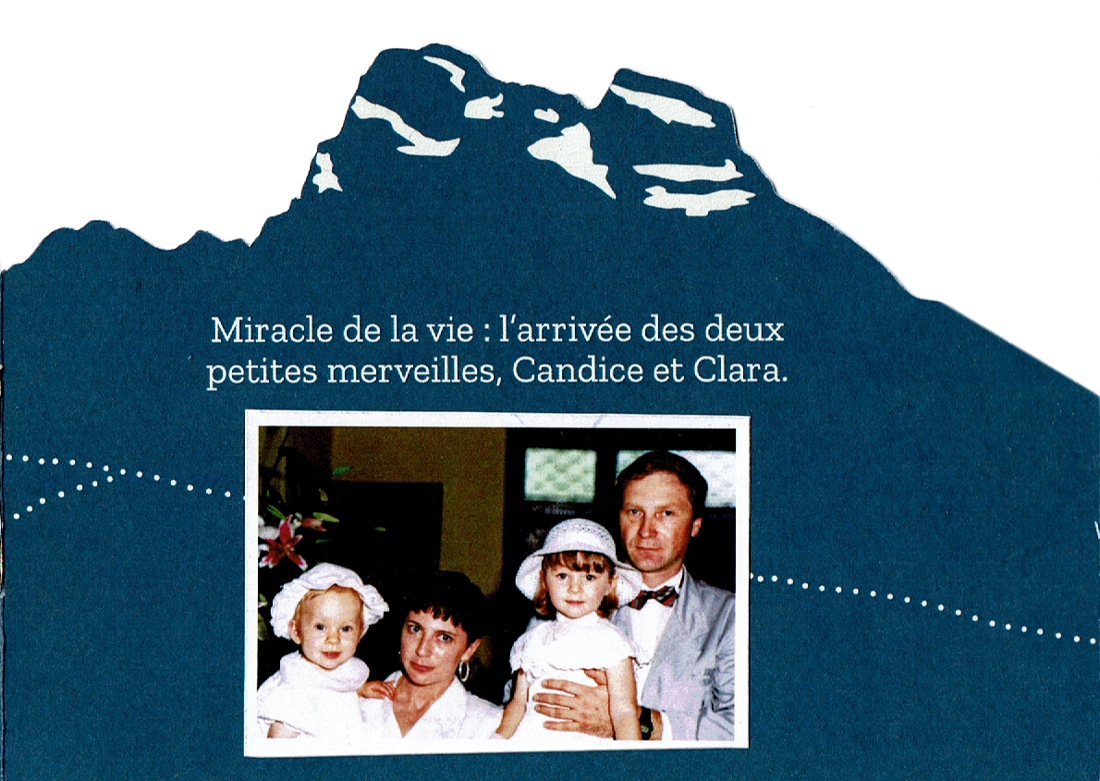 Miracle de la vie : l’arrivée des deux
petites merveilles, Candice et Clara.